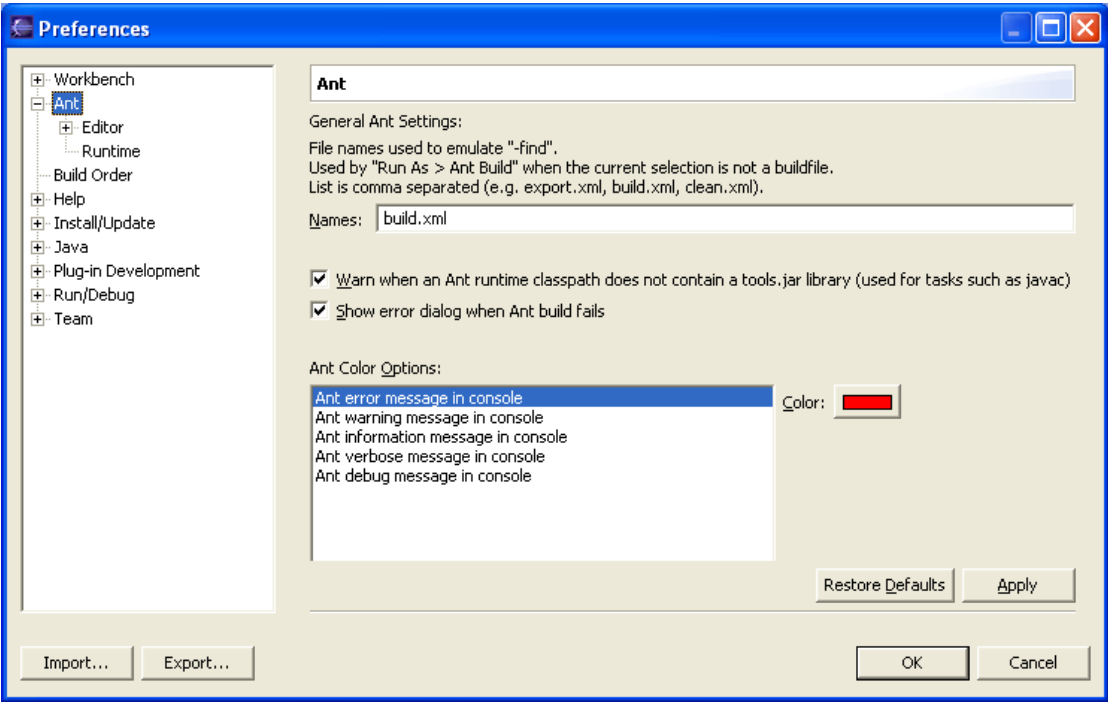 Preferences
Workbench
Ant
Editor
Runtime
Build Order
Help
Install/Update
Java
Plug-in Development
Run/Debug
Team
Ant
General Ant Settings:
File names used to emulate "-find".
Used by "Run As > Ant Build" when the current selection is not a buildfile.
List is comma separated (e.g. export.xml, build.xml, clean.xml).
Names: build.xml
Warn when an Ant runtime classpath does not contain a tools.jar library (used for tasks such as javac)
Show error dialog when Ant build fails
Ant Color Options:
Ant error message in console
Ant warning message in console
Ant information message in console
Ant verbose message in console
Ant debug message in console
Color:
Restore Defaults Apply
Import... Export... OK Cancel